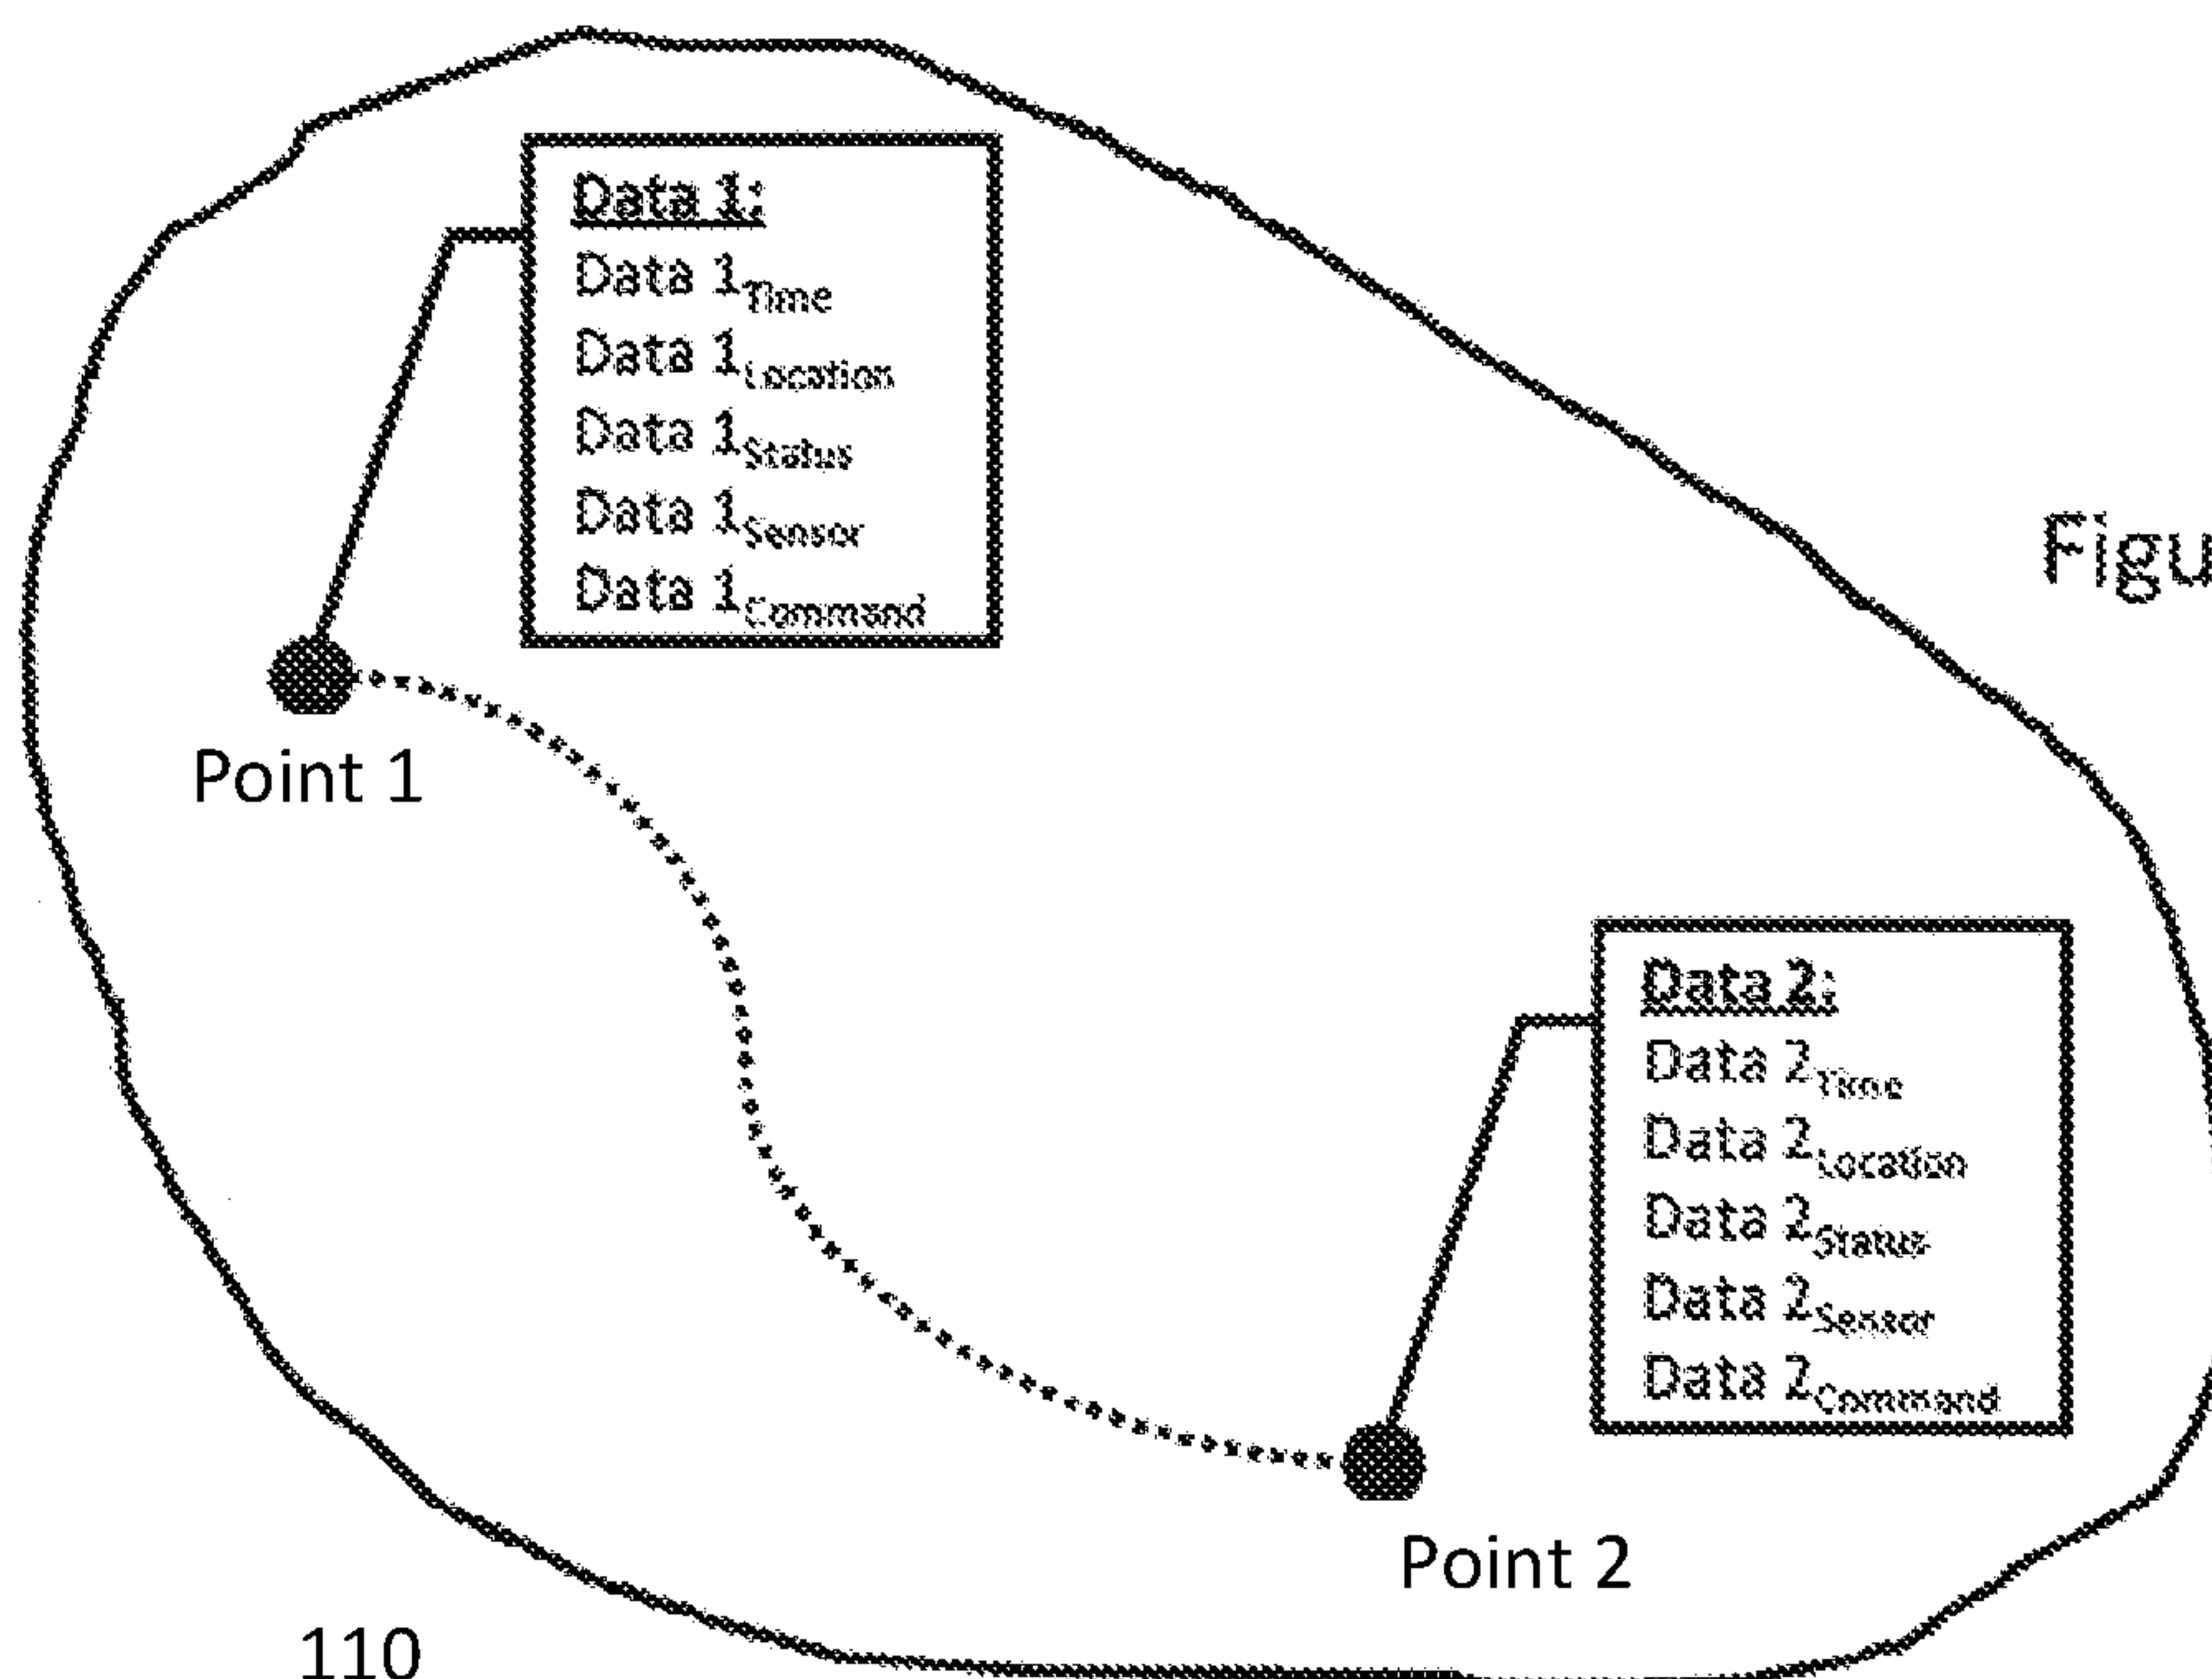 Data 1:
Data 1Time
Data 1Location
Data 1Status
Data 1Sensor
Data 1Command
Figu
Point 1
Data 2:
Data 2Time
Data 2Location
Data 2Status
Data 2Sensor
Data 2Command
Point 2
110